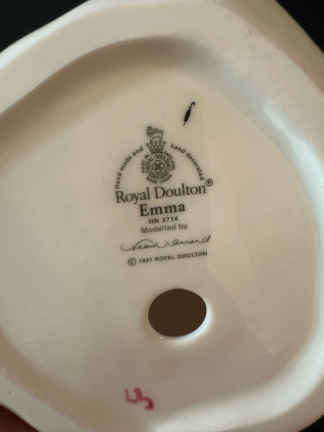 Hand made and Hand decorated
Royal Doulton®
Emma
HN 3714
Modelled by
© 1997 ROYAL DOULTON